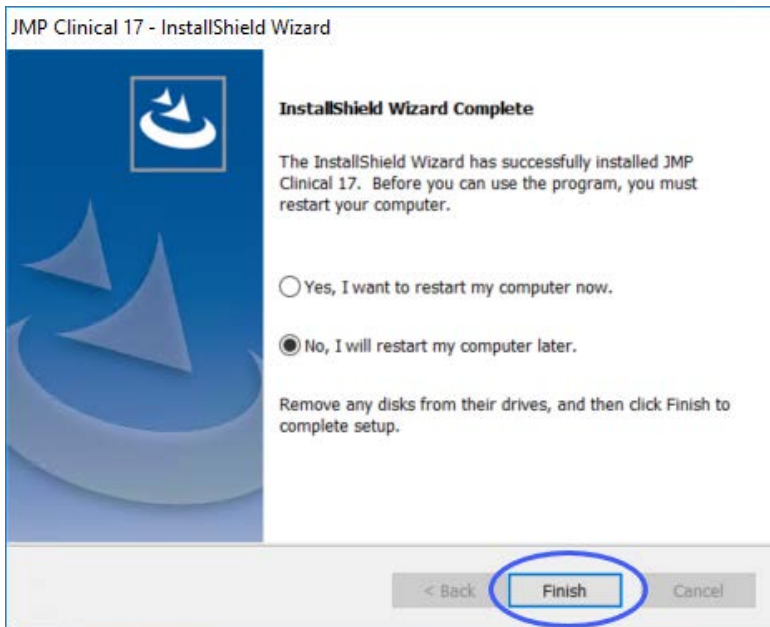 JMP Clinical 17 - InstallShield Wizard
InstallShield Wizard Complete
The InstallShield Wizard has successfully installed JMP
Clinical 17. Before you can use the program, you must
restart your computer.
Yes, I want to restart my computer now.
No, I will restart my computer later.
Remove any disks from their drives, and then click Finish to
complete setup.
< Back Finish Cancel